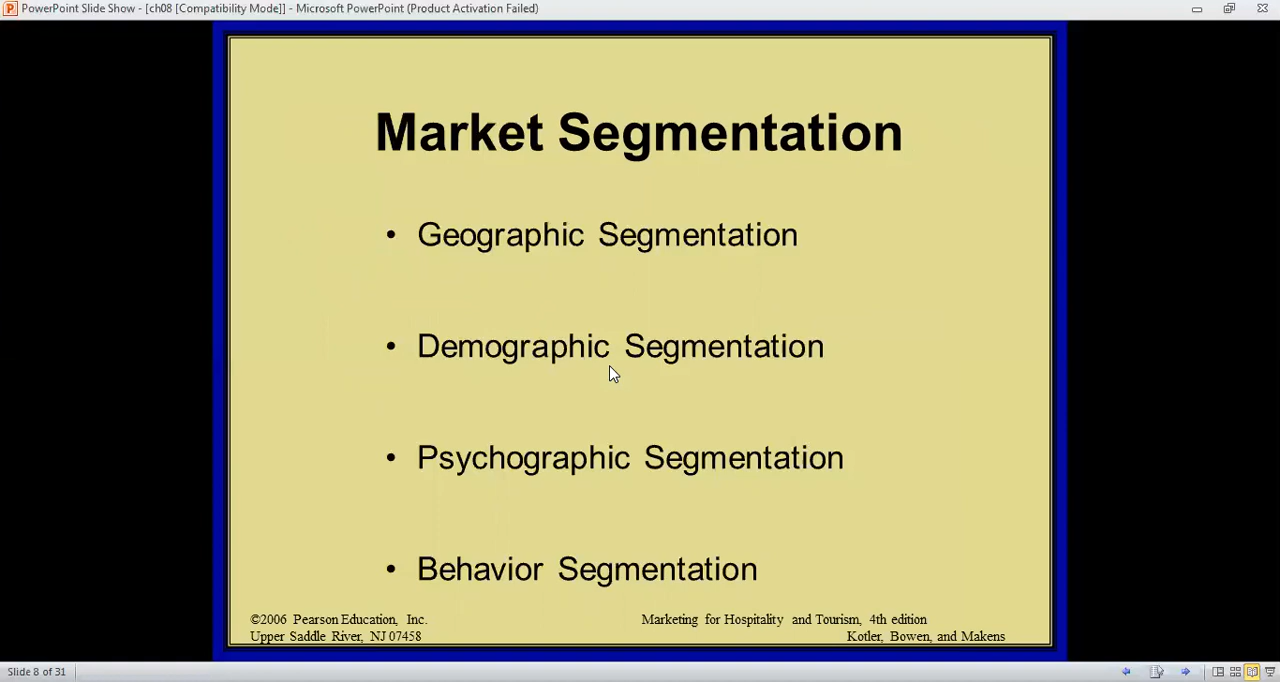 PowerPoint Slide Show - [ch08 [Compatibility Mode]] - Microsoft PowerPoint (Product Activation Failed)
Market Segmentation
• Geographic Segmentation
• Demographic Segmentation
• Psychographic Segmentation
• Behavior Segmentation
©2006 Pearson Education, Inc.
Upper Saddle River, NJ 07458
Marketing for Hospitality and Tourism, 4th edition
Kotler, Bowen, and Makens
Slide 8 of 31